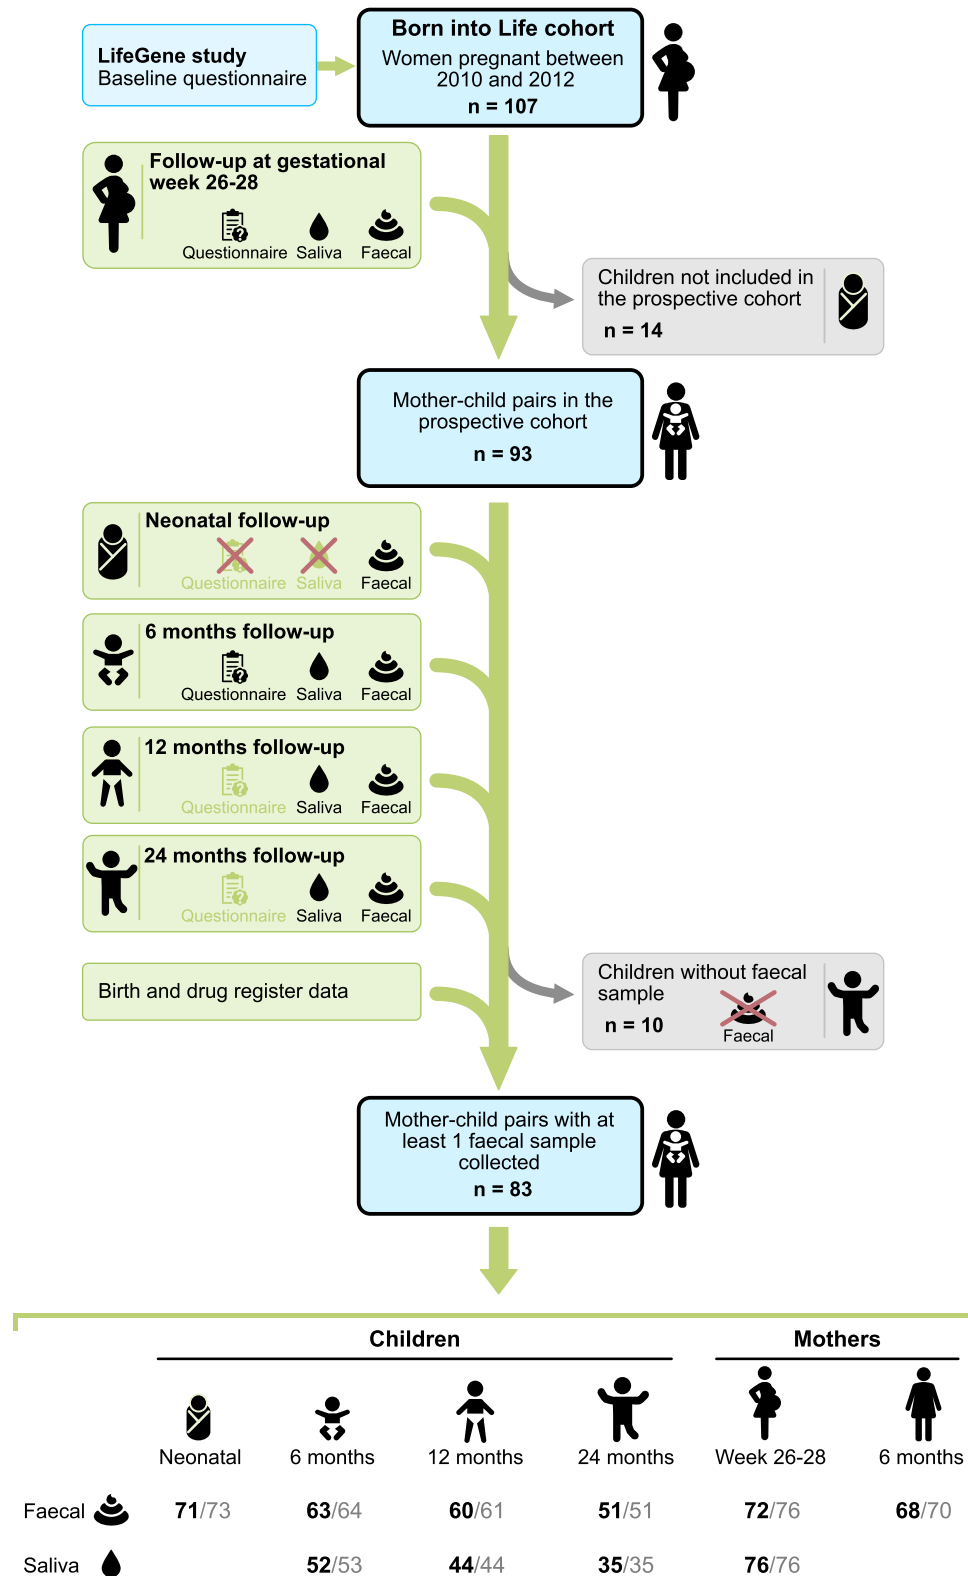 LifeGene study
Baseline questionnaire
Born into Life cohort
Women pregnant between
2010 and 2012
n = 107
Follow-up at gestational
week 26-28
Questionnaire Saliva Faecal
Children not included in
the prospective cohort
n = 14
Mother-child pairs in the
prospective cohort
n = 93
Neonatal follow-up
Questionnaire Saliva Faecal
6 months follow-up
Questionnaire Saliva Faecal
12 months follow-up
Questionnaire Saliva Faecal
24 months follow-up
Questionnaire Saliva Faecal
Birth and drug register data
Children without faecal
sample
n = 10
Faecal
Mother-child pairs with at
least 1 faecal sample
collected
n = 83
Children Mothers
Neonatal 6 months 12 months 24 months Week 26-28 6 months
Faecal 71/73 63/64 60/61 51/51 72/76 68/70
Saliva 52/53 44/44 35/35 76/76